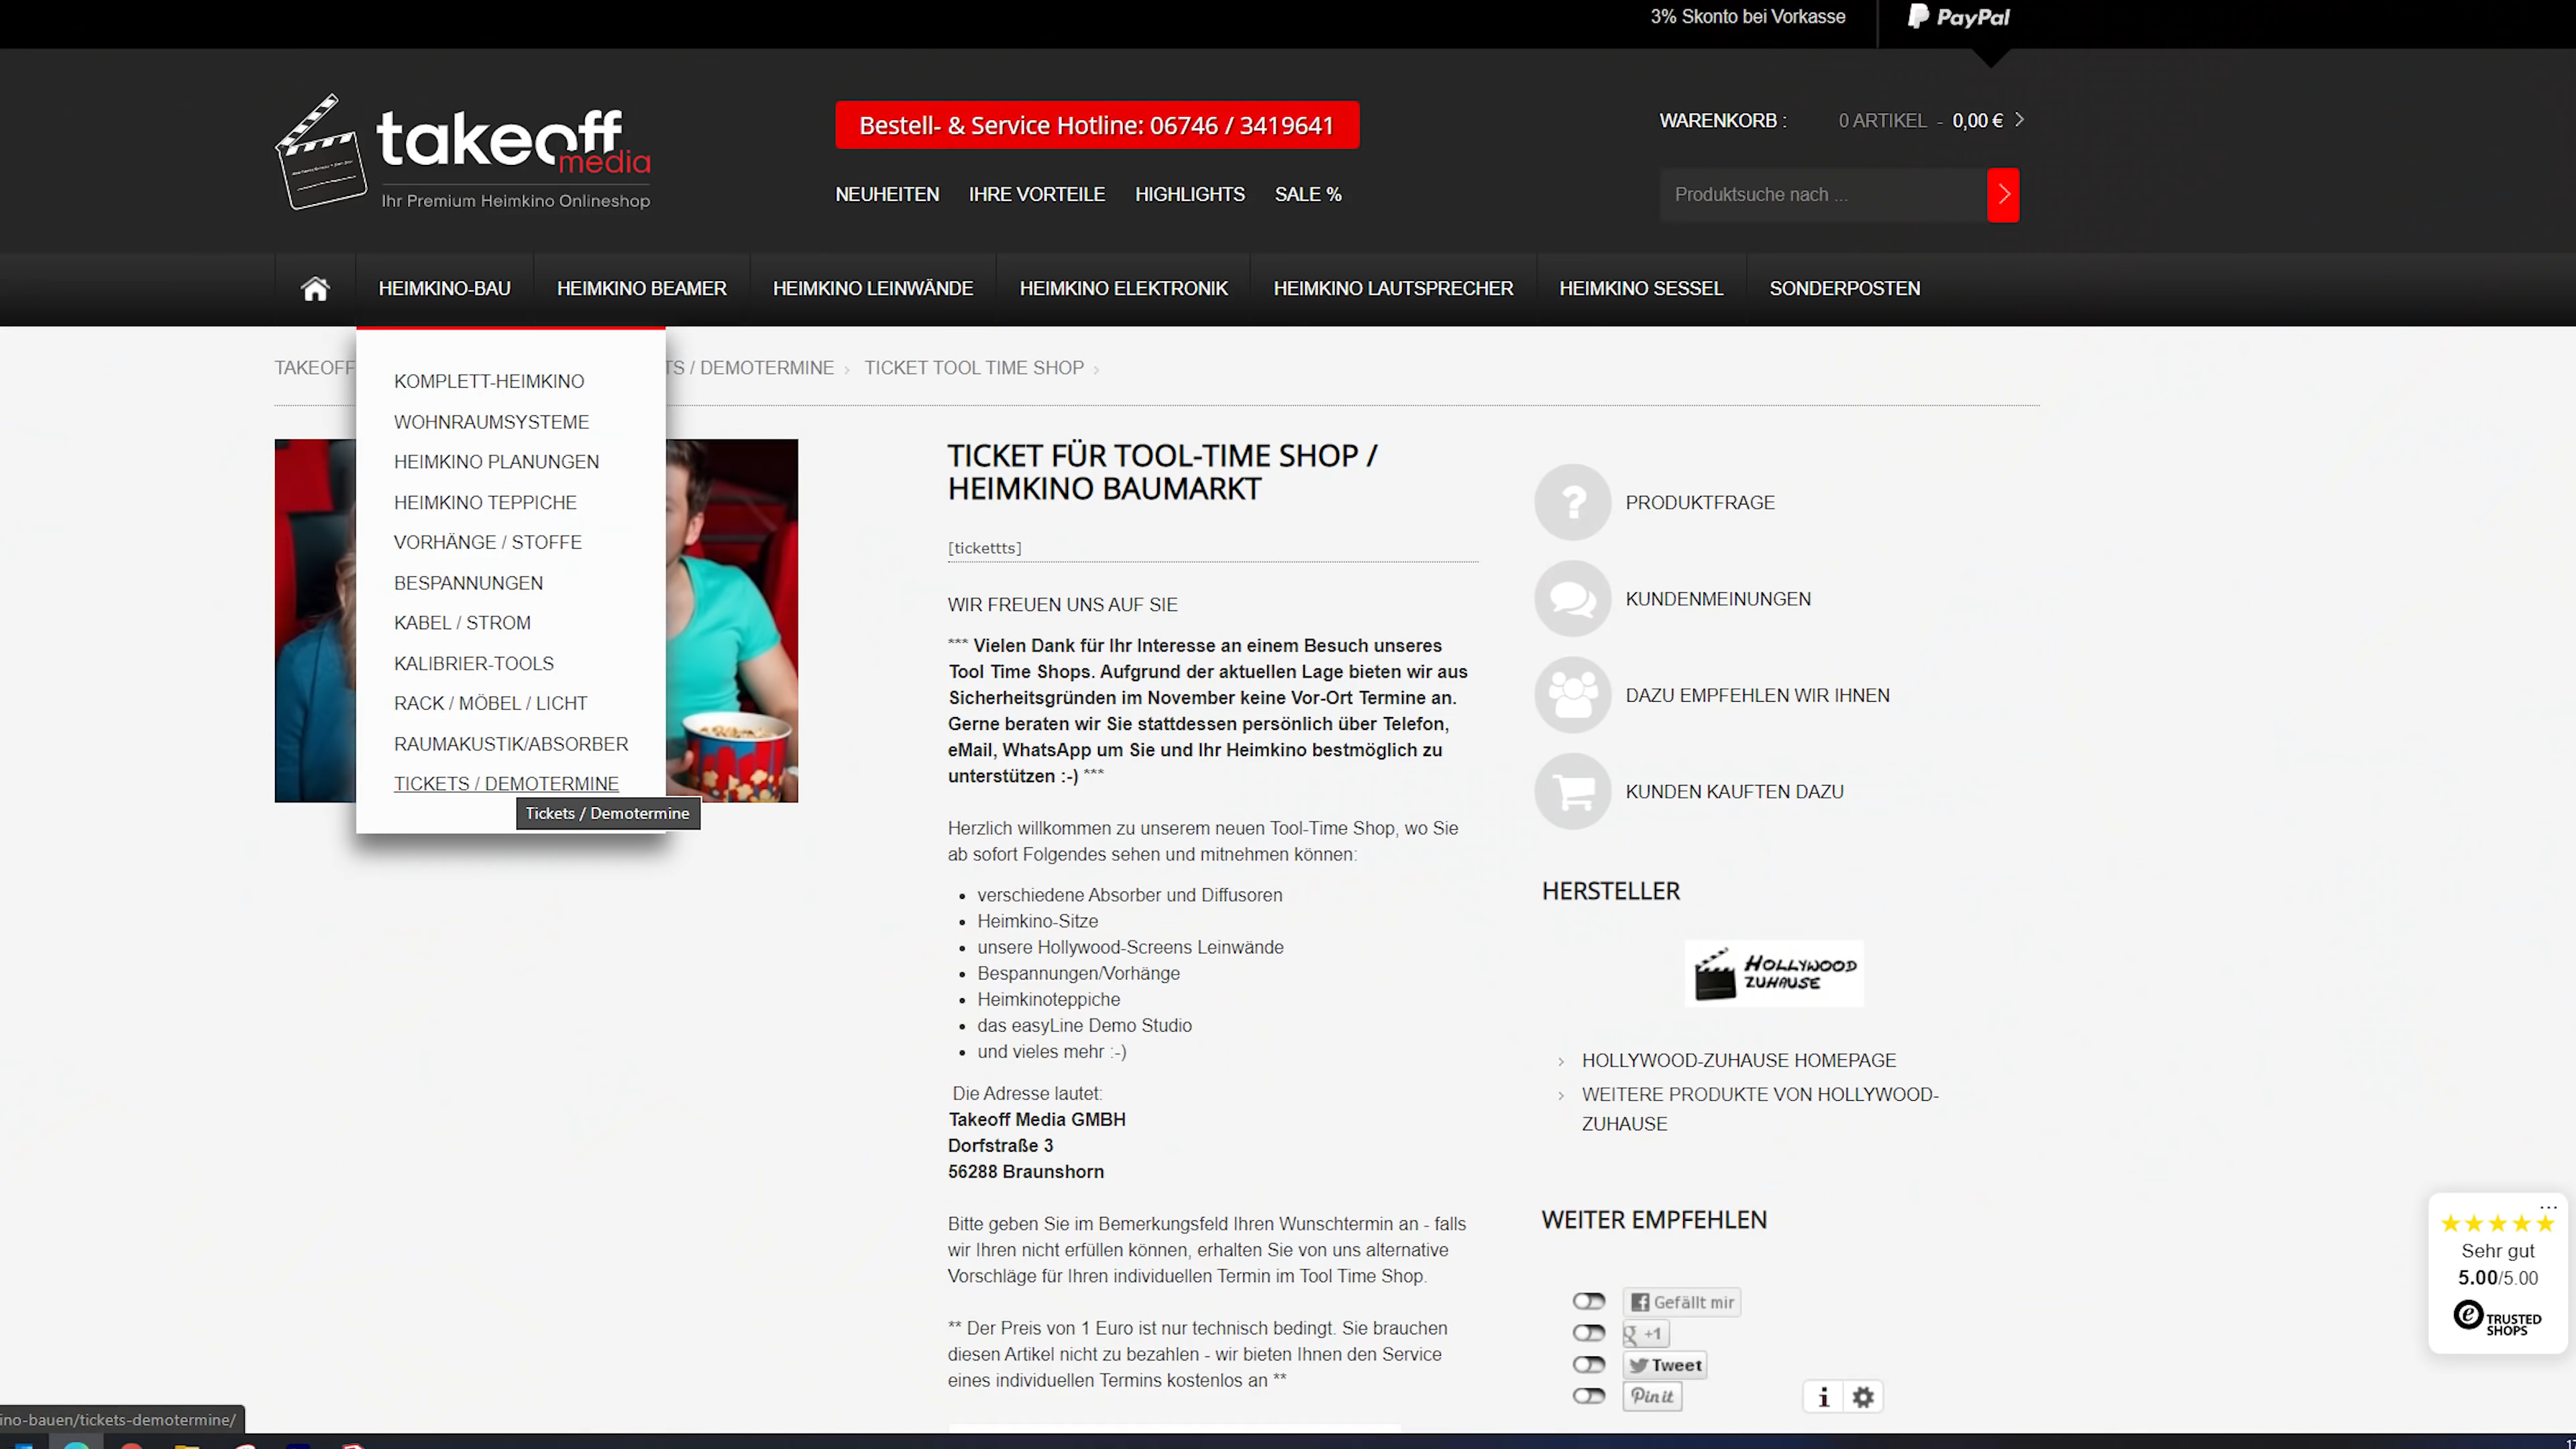 3% Skonto bei Vorkasse
PayPal
takeoff
media
Ihr Premium Heimkino Onlineshop
Bestell- & Service Hotline: 06746 / 3419641
WARENKORB : 0 ARTIKEL - 0,00 €
NEUHEITEN IHRE VORTEILE HIGHLIGHTS SALE %
Produktsuche nach ...
HEIMKINO-BAU HEIMKINO BEAMER HEIMKINO LEINWÄNDE HEIMKINO ELEKTRONIK HEIMKINO LAUTSPRECHER HEIMKINO SESSEL SONDERPOSTEN
TAKEOFF TS / DEMOTERMINE › TICKET TOOL TIME SHOP ›
KOMPLETT-HEIMKINO
WOHNRAUMSYSTEME
HEIMKINO PLANUNGEN
HEIMKINO TEPPICHE
VORHÄNGE / STOFFE
BESPANNUNGEN
KABEL / STROM
KALIBRIER-TOOLS
RACK / MÖBEL / LICHT
RAUMAKUSTIK/ABSORBER
TICKETS / DEMOTERMINE
Tickets / Demotermine
TICKET FÜR TOOL-TIME SHOP /
HEIMKINO BAUMARKT
[tickettts]
WIR FREUEN UNS AUF SIE
*** Vielen Dank für Ihr Interesse an einem Besuch unseres
Tool Time Shops. Aufgrund der aktuellen Lage bieten wir aus
Sicherheitsgründen im November keine Vor-Ort Termine an.
Gerne beraten wir Sie stattdessen persönlich über Telefon,
eMail, WhatsApp um Sie und Ihr Heimkino bestmöglich zu
unterstützen :-) ***
Herzlich willkommen zu unserem neuen Tool-Time Shop, wo Sie
ab sofort Folgendes sehen und mitnehmen können:
• verschiedene Absorber und Diffusoren
• Heimkino-Sitze
• unsere Hollywood-Screens Leinwände
• Bespannungen/Vorhänge
• Heimkinoteppiche
• das easyLine Demo Studio
• und vieles mehr :-)
Die Adresse lautet:
Takeoff Media GMBH
Dorfstraße 3
56288 Braunshorn
Bitte geben Sie im Bemerkungsfeld Ihren Wunschtermin an - falls
wir Ihren nicht erfüllen können, erhalten Sie von uns alternative
Vorschläge für Ihren individuellen Termin im Tool Time Shop.
** Der Preis von 1 Euro ist nur technisch bedingt. Sie brauchen
diesen Artikel nicht zu bezahlen - wir bieten Ihnen den Service
eines individuellen Termins kostenlos an **
PRODUKTFRAGE
KUNDENMEINUNGEN
DAZU EMPFEHLEN WIR IHNEN
KUNDEN KAUFTEN DAZU
HERSTELLER
HOLLYWOOD
ZUHAUSE
› HOLLYWOOD-ZUHAUSE HOMEPAGE
› WEITERE PRODUKTE VON HOLLYWOOD-
ZUHAUSE
WEITER EMPFEHLEN
Gefällt mir
g +1
Tweet
Pin it
i
...
Sehr gut
5.00/5.00
e TRUSTED
SHOPS
ino-bauen/tickets-demotermine/